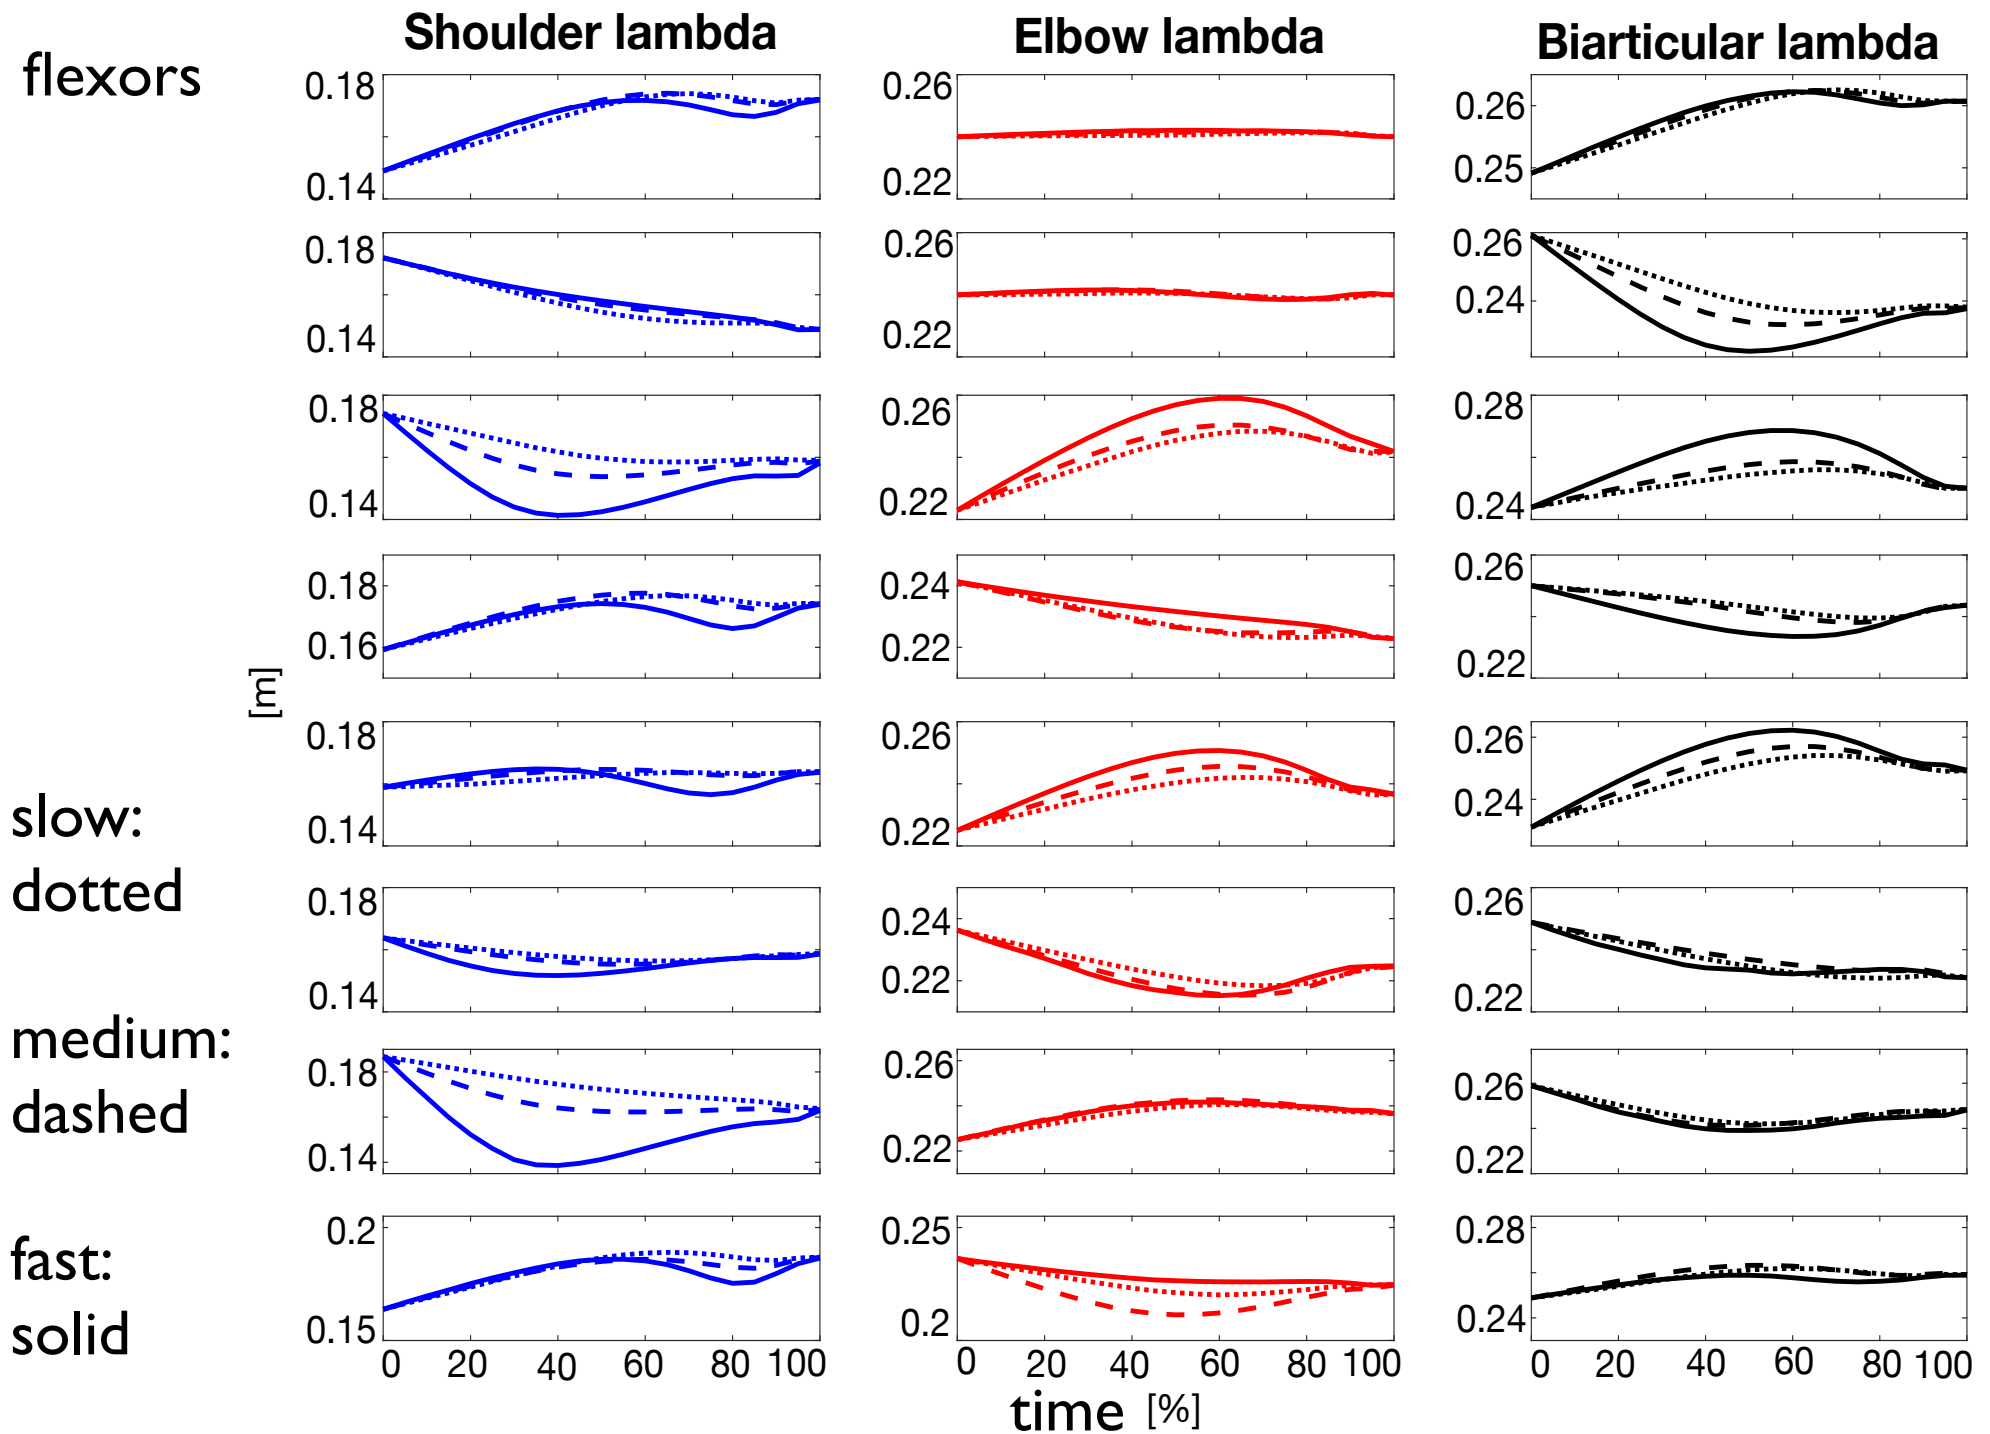 flexors
Shoulder lambda Elbow lambda Biarticular lambda
0.18 0.26 0.26
0.14 0.22 0.25
0.18 0.26 0.26
0.14 0.22 0.24
0.18 0.26 0.28
0.14 0.22 0.24
0.18 0.24 0.26
0.16 0.22 0.22
[m]
0.18 0.26 0.26
0.14 0.22 0.24
slow:
dotted
0.18 0.24 0.26
0.14 0.22 0.22
medium:
dashed
0.18 0.26 0.26
0.14 0.22 0.22
fast:
solid
0.2 0.25 0.28
0.15 0.2 0.24
0 20 40 60 80 100 0 20 40 60 80 100 0 20 40 60 80 100
time [%]